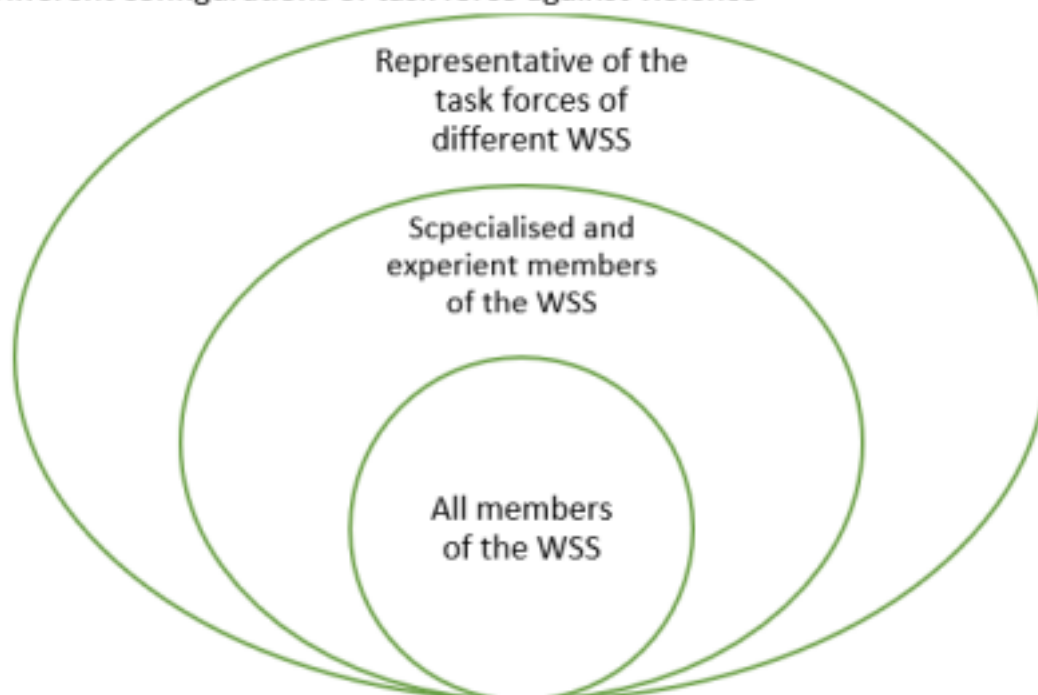 Representative of the
task forces of
different WSS
Scpecialised and
experient members
of the WSS
All members
of the WSS